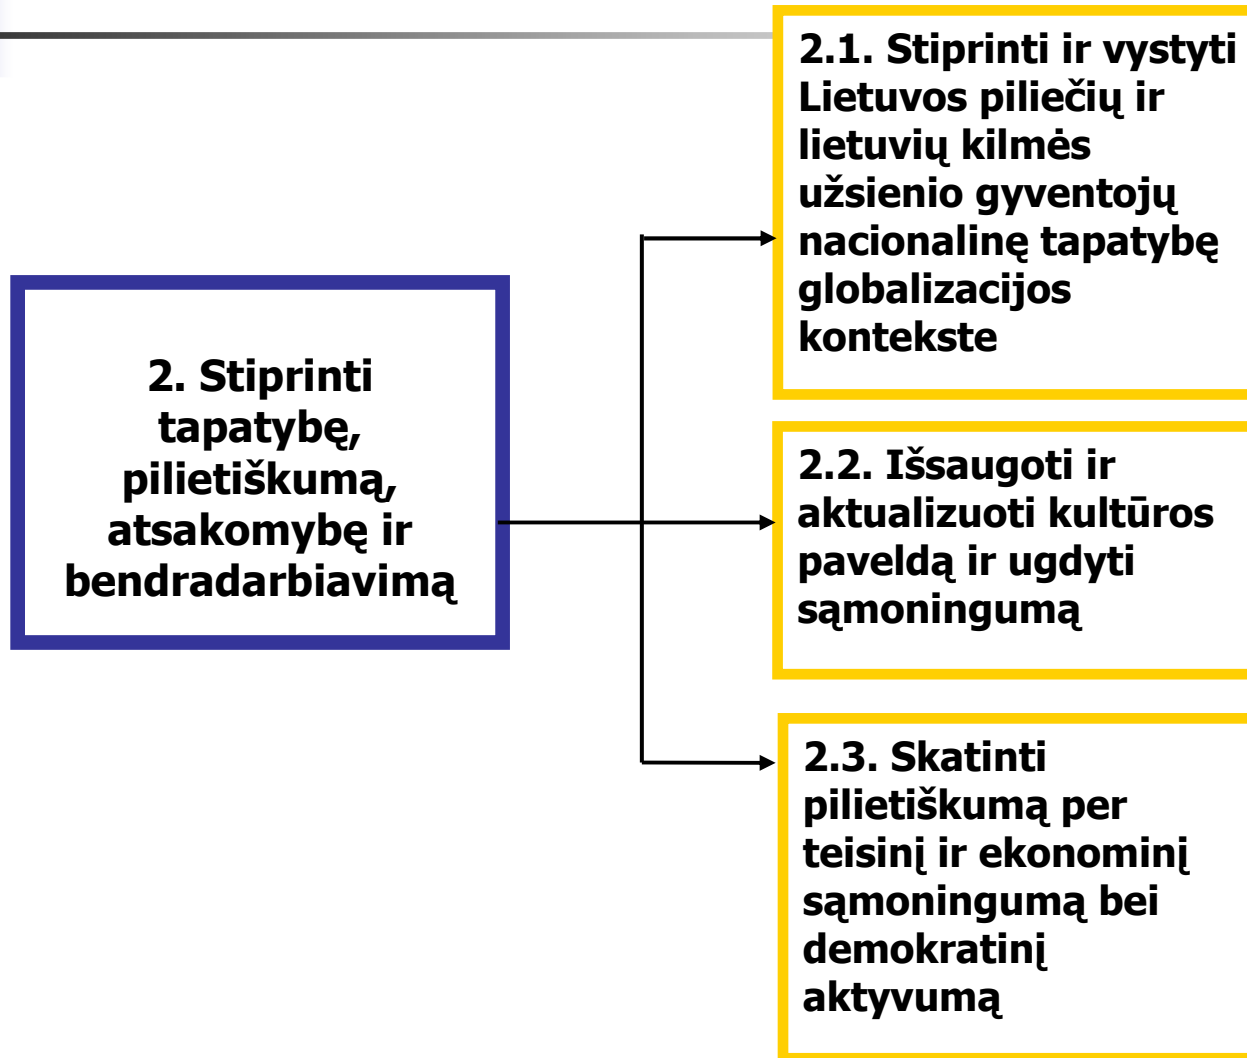 2.1. Stiprinti ir vystyti
Lietuvos piliečių ir
lietuvių kilmės
užsienio gyventojų
nacionalinę tapatybę
globalizacijos
kontekste
2. Stiprinti
tapatybę,
pilietiškumą,
atsakomybę ir
bendradarbiavimą
2.2. Išsaugoti ir
aktualizuoti kultūros
paveldą ir ugdyti
sąmoningumą
2.3. Skatinti
pilietiškumą per
teisinį ir ekonominį
sąmoningumą bei
demokratinį
aktyvumą